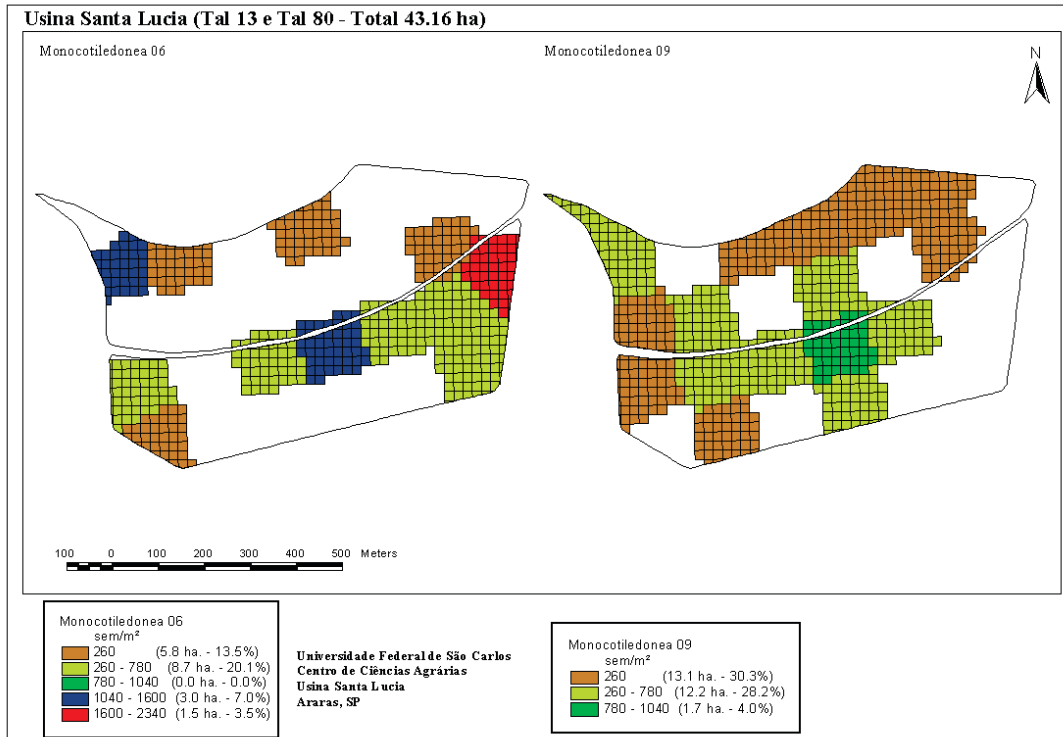 Usina Santa Lucia (Tal 13 e Tal 80 - Total 43.16 ha)
Monocotiledonea 06
Monocotiledonea 09
N
100 0 100 200 300 400 500 Meters
Monocotiledonea 06
sem/m²
260 (5.8 ha. - 13.5%)
260 - 780 (8.7 ha. - 20.1%)
780 - 1040 (0.0 ha. - 0.0%)
1040 - 1600 (3.0 ha. - 7.0%)
1600 - 2340 (1.5 ha. - 3.5%)
Universidade Federal de São Carlos
Centro de Ciências Agrárias
Usina Santa Lucia
Araras, SP
Monocotiledonea 09
sem/m²
260 (13.1 ha. - 30.3%)
260 - 780 (12.2 ha. - 28.2%)
780 - 1040 (1.7 ha. - 4.0%)